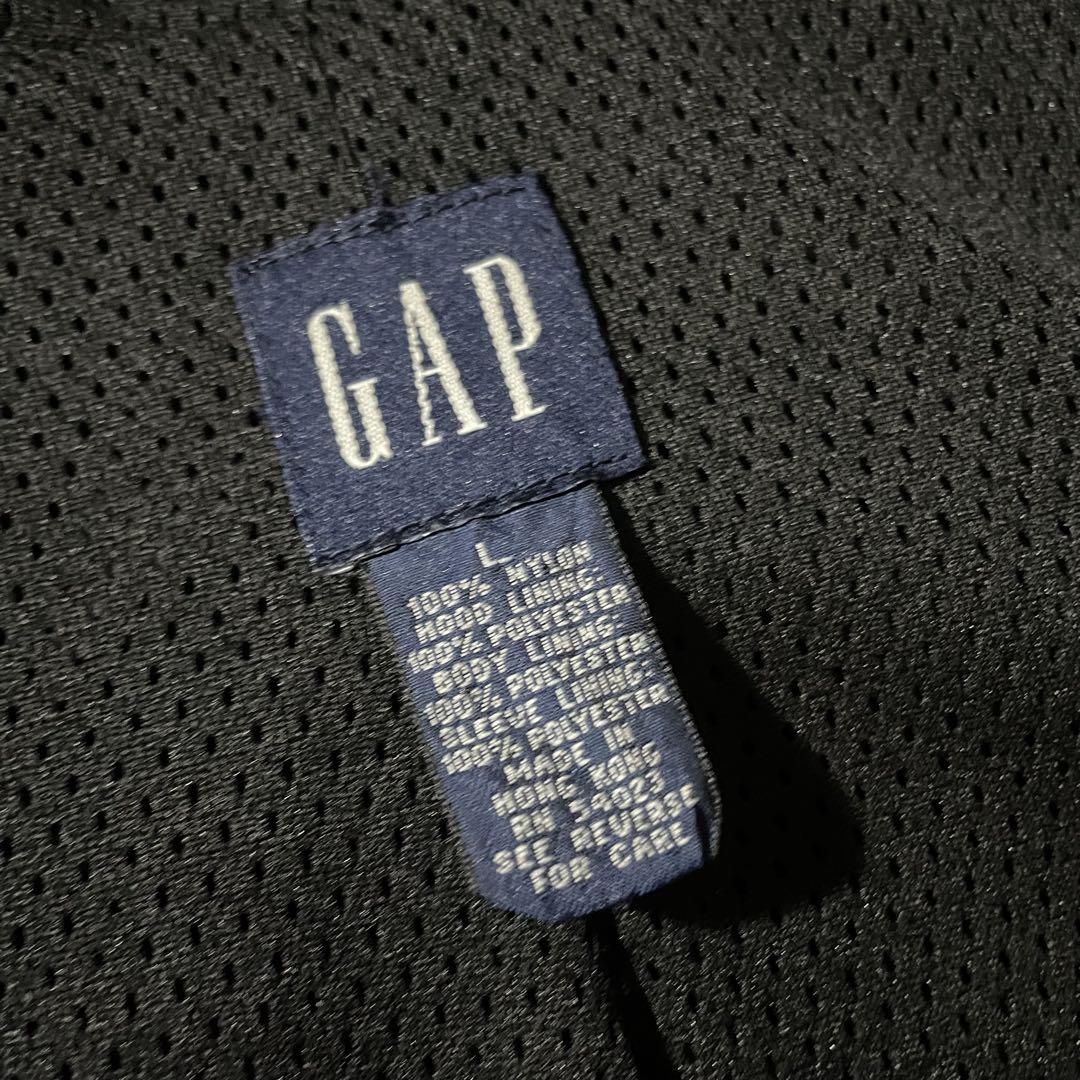 GAP
L
100% NYLON
HOOD LINING:
100% POLYESTER
BODY LINING:
100% POLYESTER
SLEEVE LINING:
100% POLYESTER
MADE IN
HONG KONG
RN 54023
SEE REVERSE
FOR CARE